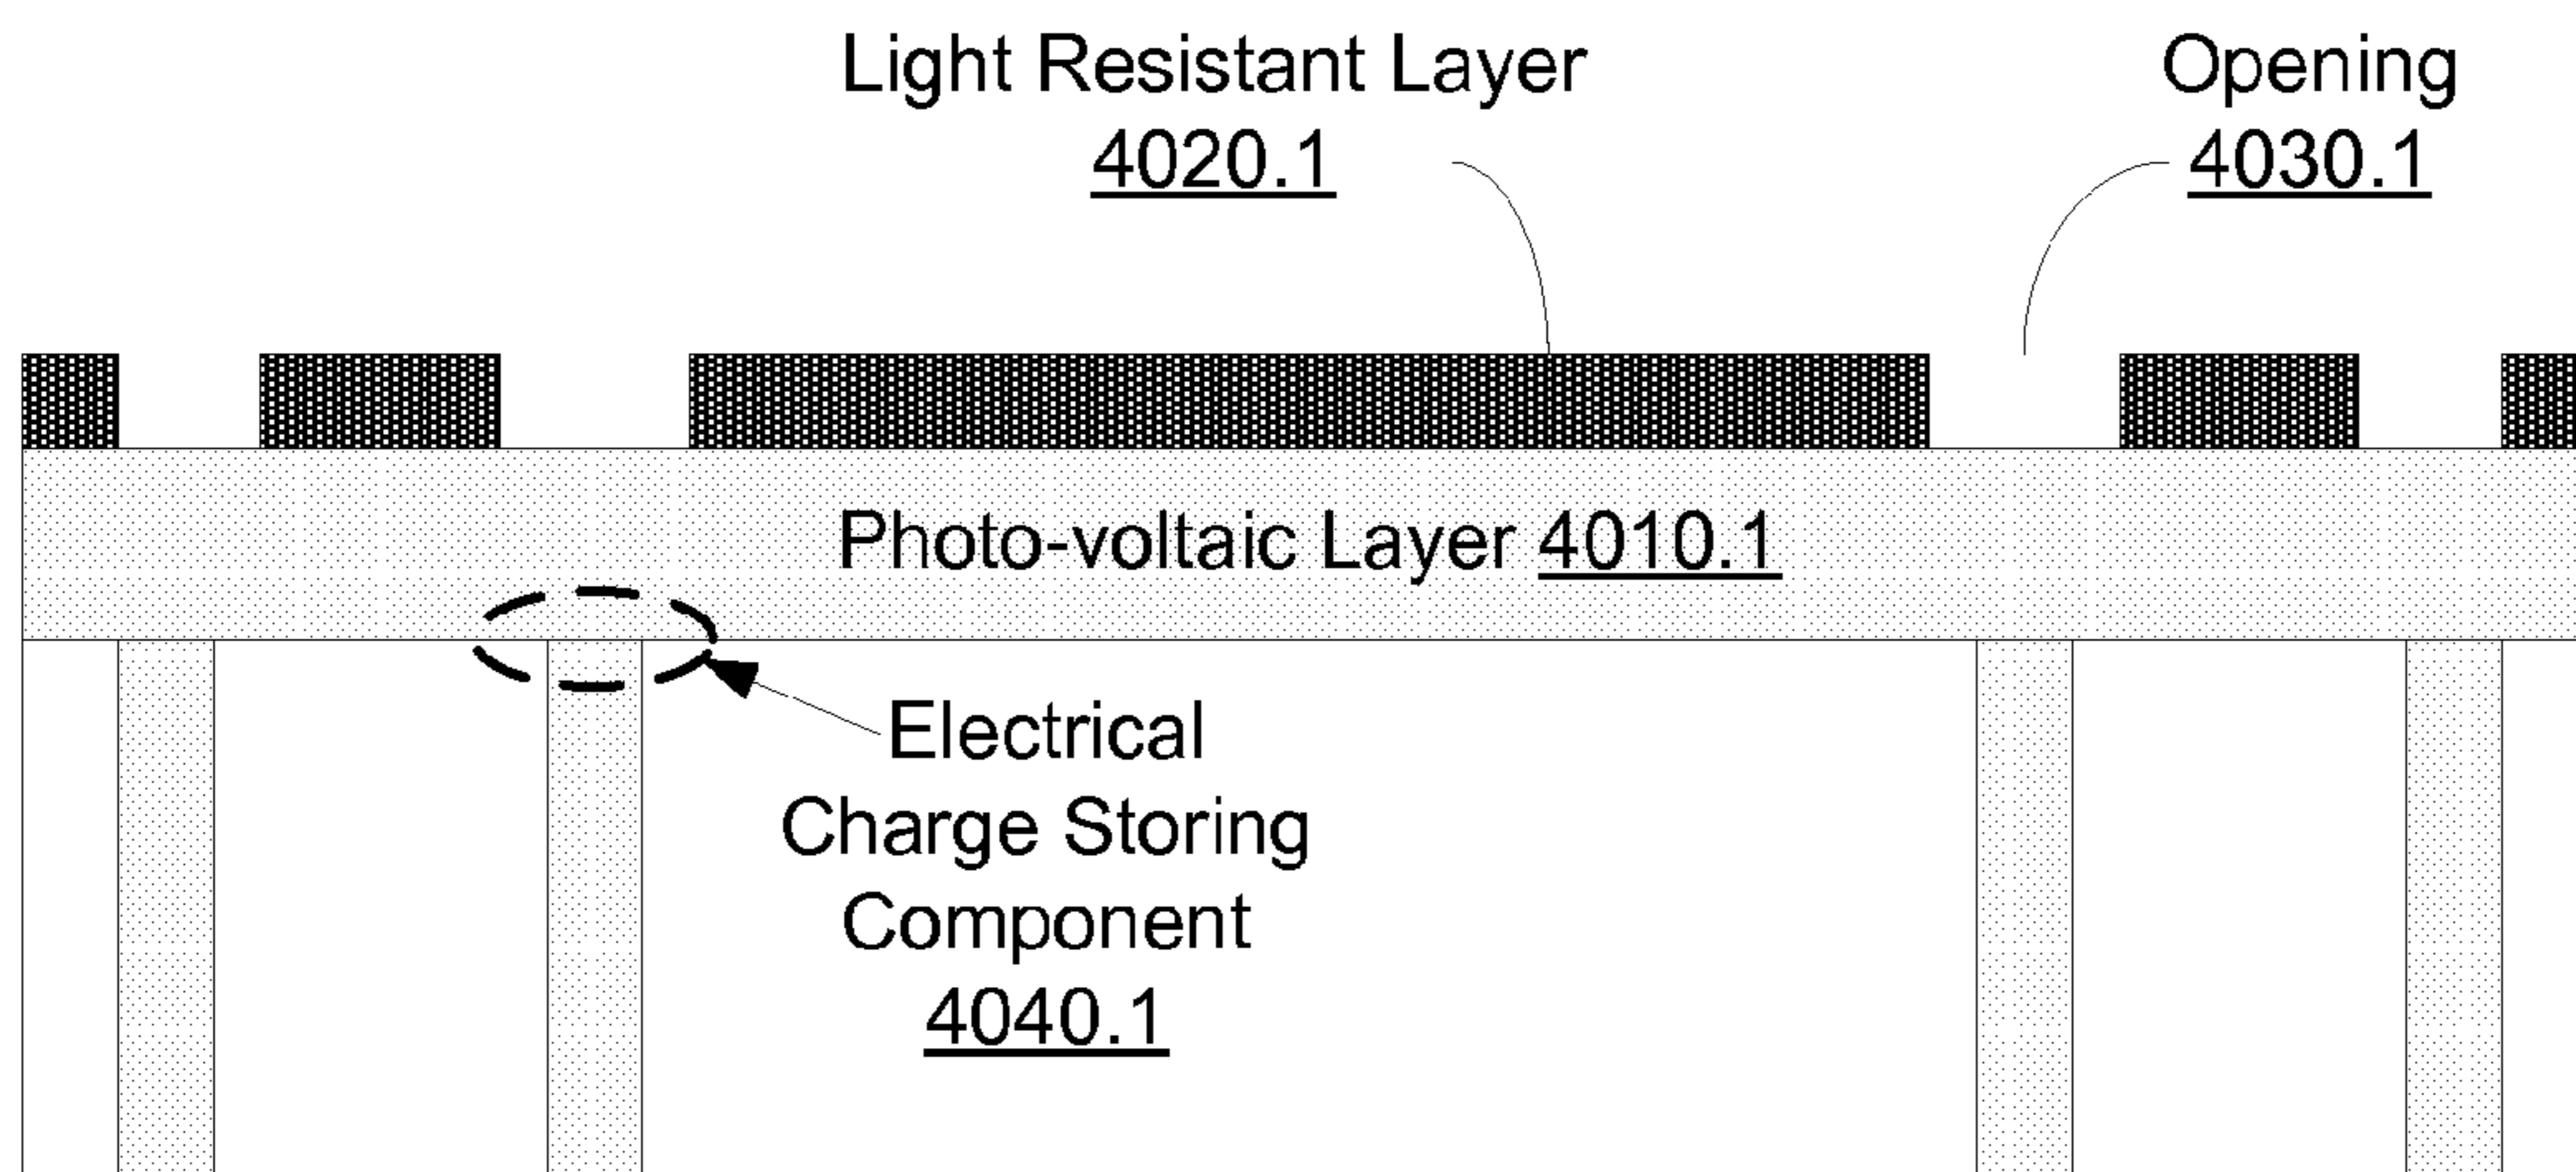 Light Resistant Layer
4020.1
Opening
4030.1
Photo-voltaic Layer 4010.1
Electrical
Charge Storing
Component
4040.1